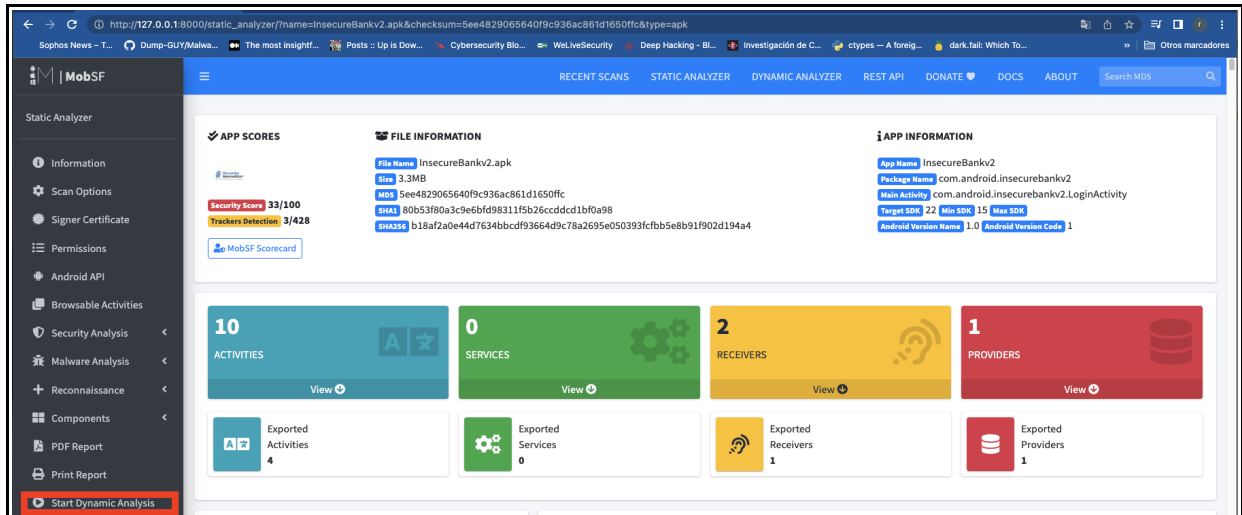 http://127.0.0.1:8000/static_analyzer/?name=InsecureBankv2.apk&checksum=5ee4829065640f9c936ac861d1650ffc&type=apk
Sophos News – T... Dump-GUY/Malwa... The most insightf... Posts :: Up is Dow... Cybersecurity Blo... WeLiveSecurity Deep Hacking - Bl... Investigación de C... ctypes — A foreig... dark.fail: Which To... » Otros marcadores
MobSF RECENT SCANS STATIC ANALYZER DYNAMIC ANALYZER REST API DONATE DOCS ABOUT Search MD5
Static Analyzer
Information
Scan Options
Signer Certificate
Permissions
Android API
Browsable Activities
Security Analysis
Malware Analysis
Reconnaissance
Components
PDF Report
Print Report
Start Dynamic Analysis
APP SCORES
Security Score 33/100
Trackers Detection 3/428
MobSF Scorecard
FILE INFORMATION
File Name InsecureBankv2.apk
Size 3.3MB
MD5 5ee4829065640f9c936ac861d1650ffc
SHA1 80b53f80a3c9e6bfd98311f5b26ccddcd1bf0a98
SHA256 b18af2a0e44d7634bbcdf93664d9c78a2695e050393fcfbb5e8b91f902d194a4
APP INFORMATION
App Name InsecureBankv2
Package Name com.android.insecurebankv2
Main Activity com.android.insecurebankv2.LoginActivity
Target SDK 22 Min SDK 15 Max SDK
Android Version Name 1.0 Android Version Code 1
10
ACTIVITIES
View
0
SERVICES
View
2
RECEIVERS
View
1
PROVIDERS
View
Exported
Activities
4
Exported
Services
0
Exported
Receivers
1
Exported
Providers
1